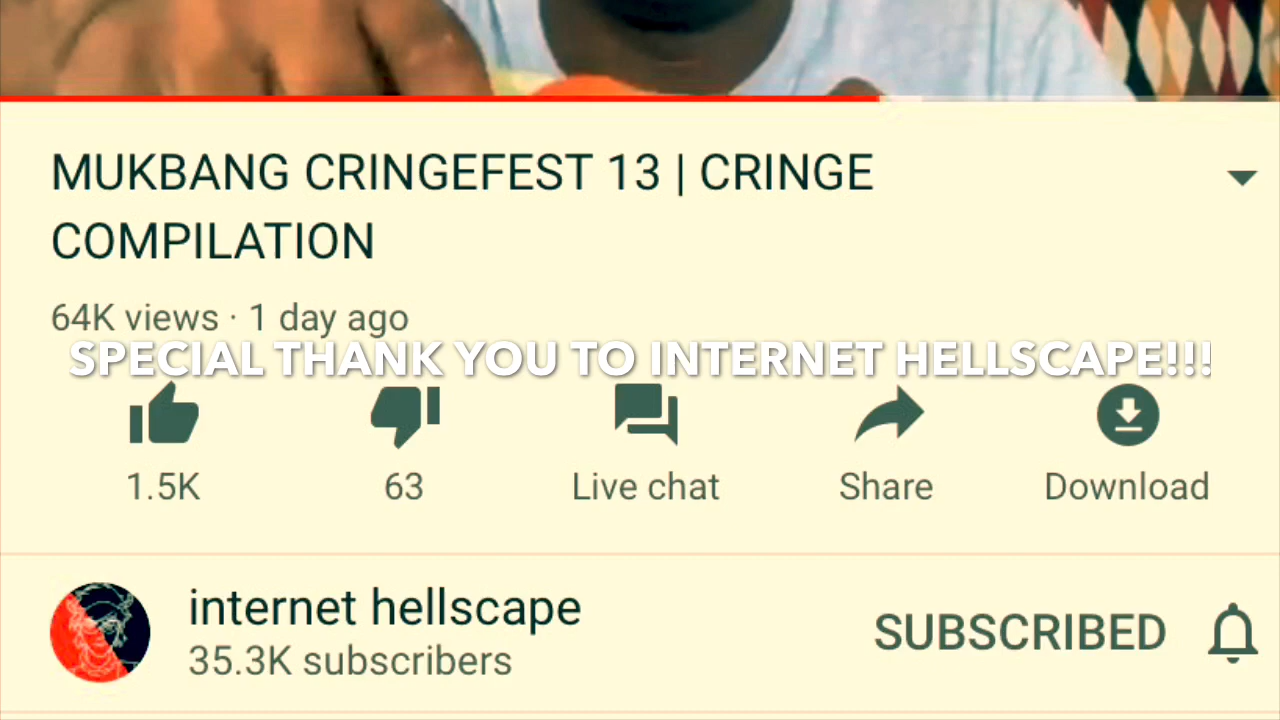 MUKBANG CRINGEFEST 13 | CRINGE
COMPILATION
64K views · 1 day ago
SPECIAL THANK YOU TO INTERNET HELLSCAPE!!!
1.5K 63 Live chat Share Download
internet hellscape
SUBSCRIBED
35.3K subscribers